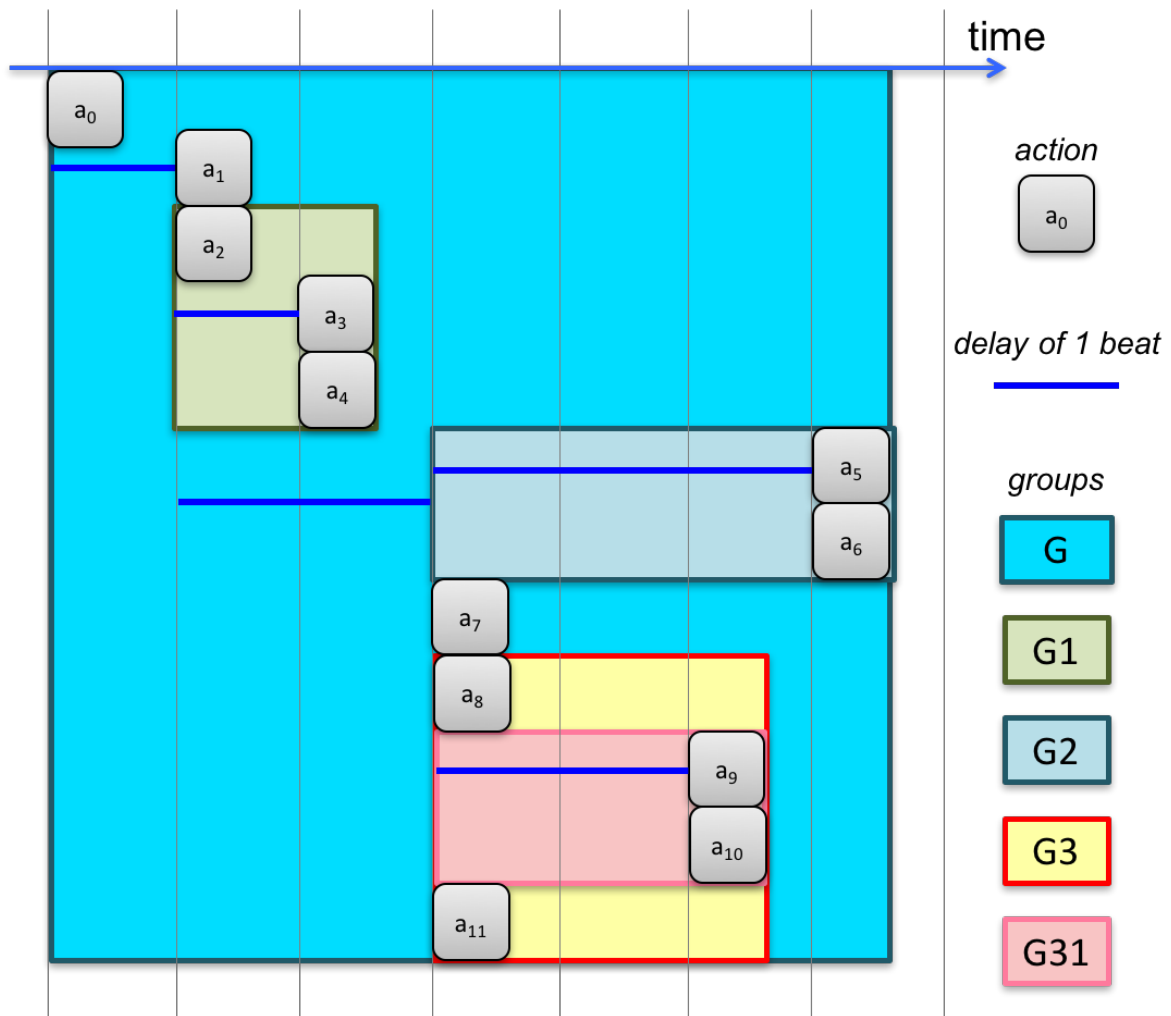 time
a₀
a₁
a₂
a₃
a₄
a₅
a₆
a₇
a₈
a₉
a₁₀
a₁₁
action
a₀
delay of 1 beat
groups
G
G1
G2
G3
G31